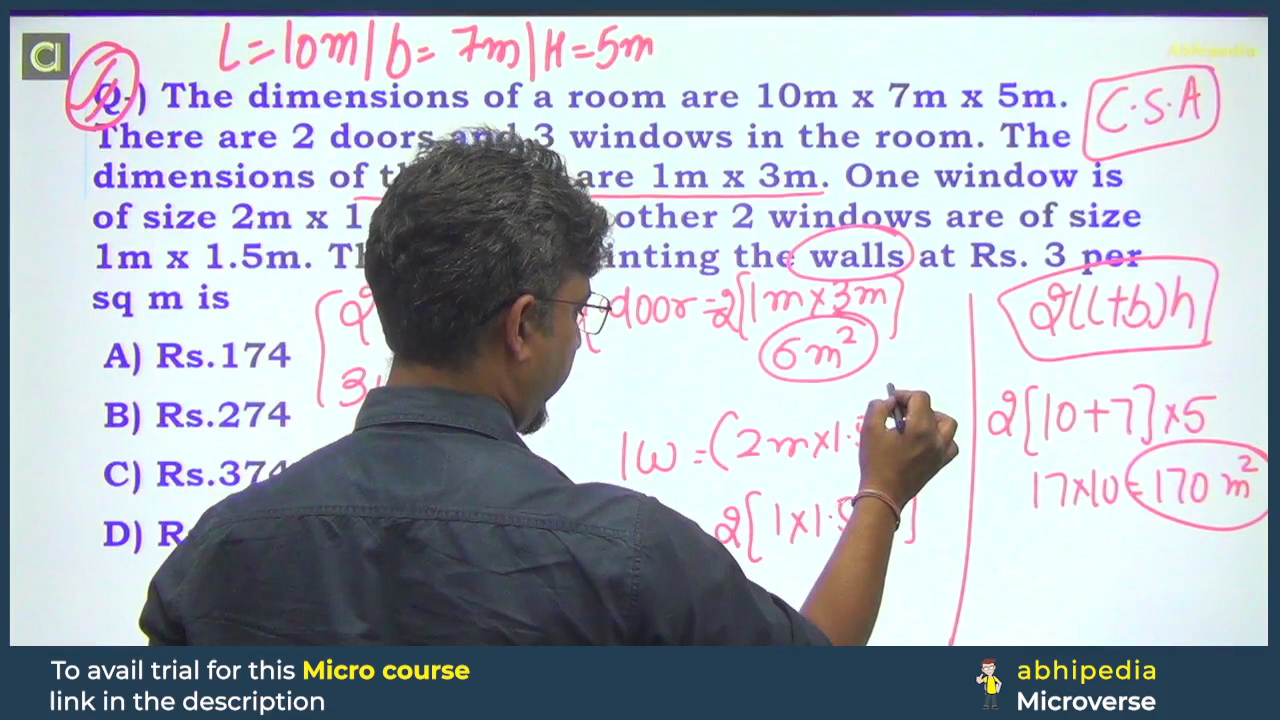 L=10m | b= 7m | H=5m
Abhipedia
Q.) The dimensions of a room are 10m x 7m x 5m.
C.S.A
There are 2 doors and 3 windows in the room. The
dimensions of are 1m x 3m. One window is
of size 2m x 1 other 2 windows are of size
1m x 1.5m. the walls at Rs. 3 per
sq m is
door = 2[1m x 3m]
6m²
2(l+b)h
A) Rs.174
B) Rs.274
C) Rs.374
D)
1W = (2m x 1.
2[1 x 1.5 ]
2[10+7] x 5
17x10 = 170 m²
To avail trial for this Micro course
link in the description
abhipedia
Microverse